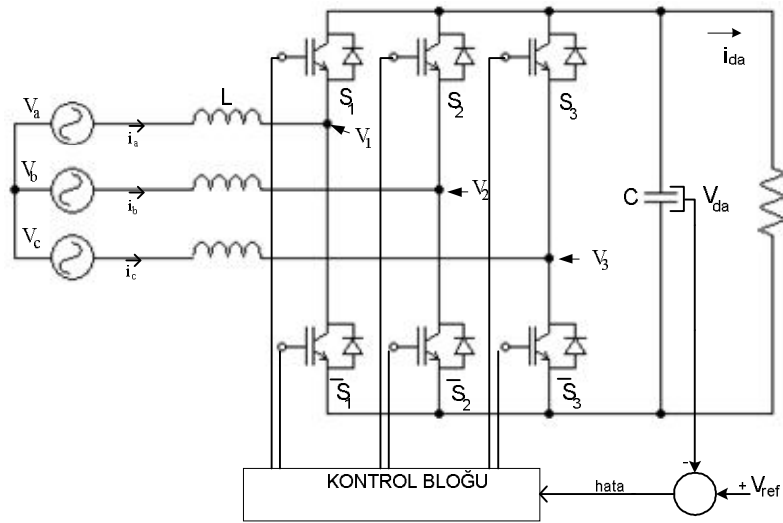 i_da
S_1
S_2
S_3
V_a
L
i_a
V_1
V_b
i_b
V_2
C
V_da
V_c
i_c
V_3
S̅_1
S̅_2
S̅_3
KONTROL BLOĞU
hata
-
+ V_ref